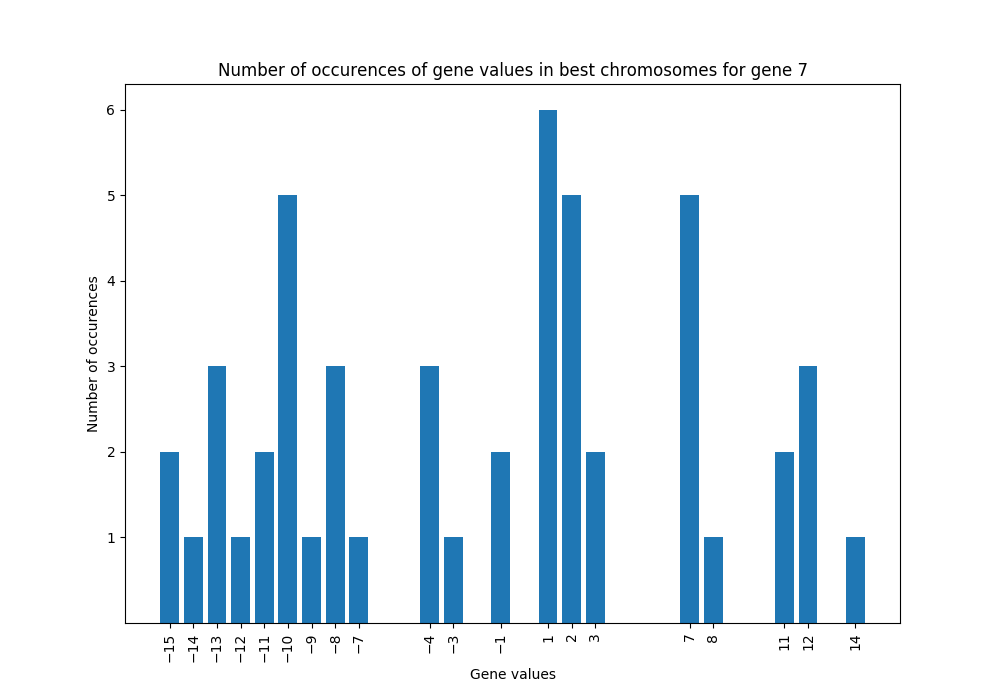 Number of occurences of gene values in best chromosomes for gene 7
6
5
4
3
2
1
Number of occurences
−15 −14 −13 −12 −11 −10 −9 −8 −7 −4 −3 −1 1 2 3 7 8 11 12 14
Gene values